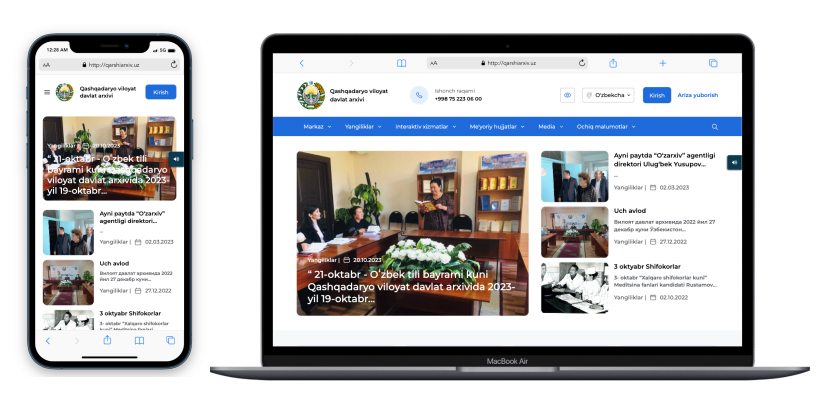 12:28 AM
5G
AA
http://qarshiarxiv.uz
Qashqadaryo viloyat
davlat arxivi
Kirish
Yangiliklar | 20.10.2023
“ 21-oktabr - O'zbek tili
bayrami kuni Qashqadaryo
viloyat davlat arxivida 2023-
yil 19-oktabr...
Ayni paytda “O'zarxiv”
agentligi direktori...
...
Yangiliklar | 02.03.2023
Uch avlod
Вилоят давлат архивида 2022
йил 27 декабр куни...
Yangiliklar | 27.12.2022
3 oktyabr Shifokorlar
3- oktabr “Xalqaro shifokorlar
kuni” Meditsina fanlari
AA
http://qarshiarxiv.uz
Qashqadaryo viloyat
davlat arxivi
Ishonch raqami
+998 75 223 06 00
O'zbekcha
Kirish
Ariza yuborish
Markaz
Yangiliklar
Interaktiv xizmatlar
Me'yoriy hujjatlar
Media
Ochiq malumotlar
Yangiliklar | 20.10.2023
“ 21-oktabr - O'zbek tili bayrami kuni
Qashqadaryo viloyat davlat arxivida 2023-
yil 19-oktabr...
Ayni paytda “O'zarxiv” agentligi
direktori Ulug'bek Yusupov...
...
Yangiliklar | 02.03.2023
Uch avlod
Вилоят давлат архивида 2022 йил 27
декабр куни Ўзбекистон...
Yangiliklar | 27.12.2022
3 oktyabr Shifokorlar
3- oktabr “Xalqaro shifokorlar kuni”
Meditsina fanlari kandidati Rustamov...
Yangiliklar | 02.10.2022
MacBook Air